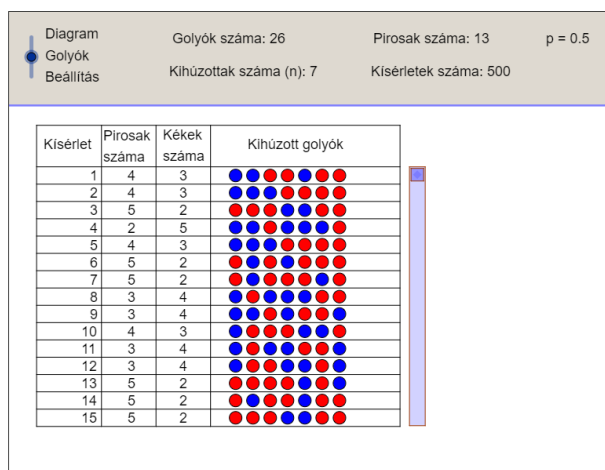 Diagram
Golyók
Beállítás
Golyók száma: 26
Pirosak száma: 13
p = 0.5
Kihúzottak száma (n): 7
Kísérletek száma: 500
Kísérlet Pirosak száma Kékek száma Kihúzott golyók
1 4 3
2 4 3
3 5 2
4 2 5
5 4 3
6 5 2
7 5 2
8 3 4
9 3 4
10 4 3
11 3 4
12 3 4
13 5 2
14 5 2
15 5 2